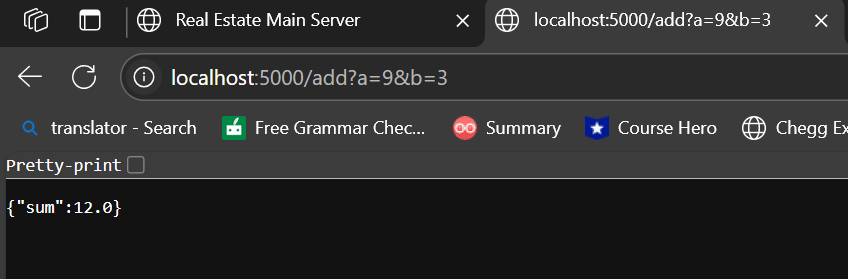 Real Estate Main Server
localhost:5000/add?a=9&b=3
localhost:5000/add?a=9&b=3
translator - Search
Free Grammar Chec...
Summary
Course Hero
Chegg Ex
Pretty-print
{"sum":12.0}